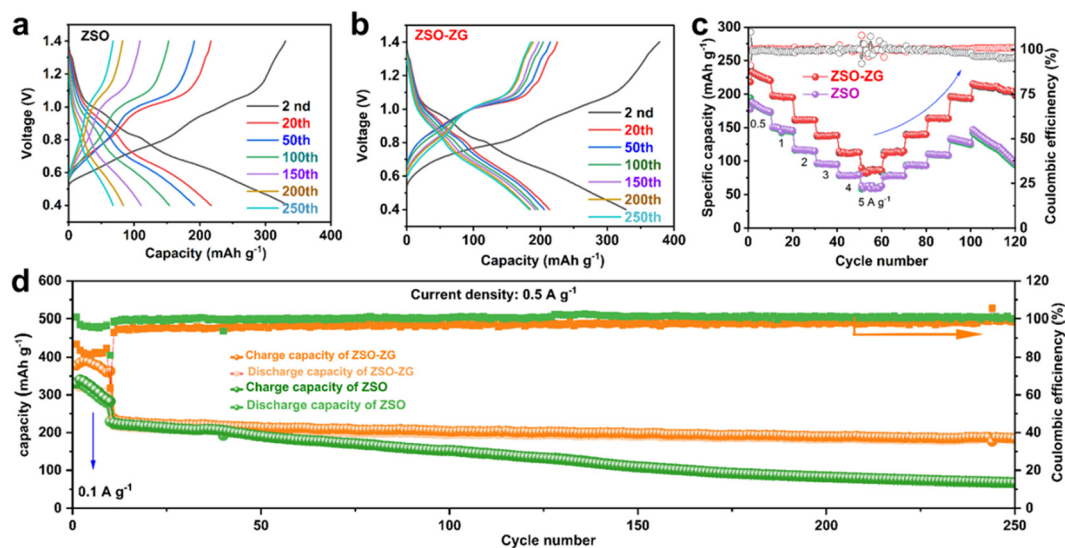 a
ZSO
1.4
1.2
1.0
0.8
0.6
0.4
Voltage (V)
2 nd
20th
50th
100th
150th
200th
250th
0 100 200 300 400
Capacity (mAh g-1)
b
ZSO-ZG
1.4
1.2
1.0
0.8
0.6
0.4
Voltage (V)
2 nd
20th
50th
100th
150th
200th
250th
0 100 200 300 400
Capacity (mAh g-1)
c
300
250
200
150
100
50
0
Specific capacity (mAh g-1)
ZSO-ZG
ZSO
0.5
1
2
3
4
5 A g-1
100
75
50
25
0
Coulombic efficinency (%)
0 20 40 60 80 100 120
Cycle number
d
600
500
400
300
200
100
0
capacity (mAh g-1)
Current density: 0.5 A g-1
Charge capacity of ZSO-ZG
Discharge capacity of ZSO-ZG
Charge capacity of ZSO
Discharge capacity of ZSO
0.1 A g-1
120
100
80
60
40
20
0
Coulombic efficinency (%)
0 50 100 150 200 250
Cycle number